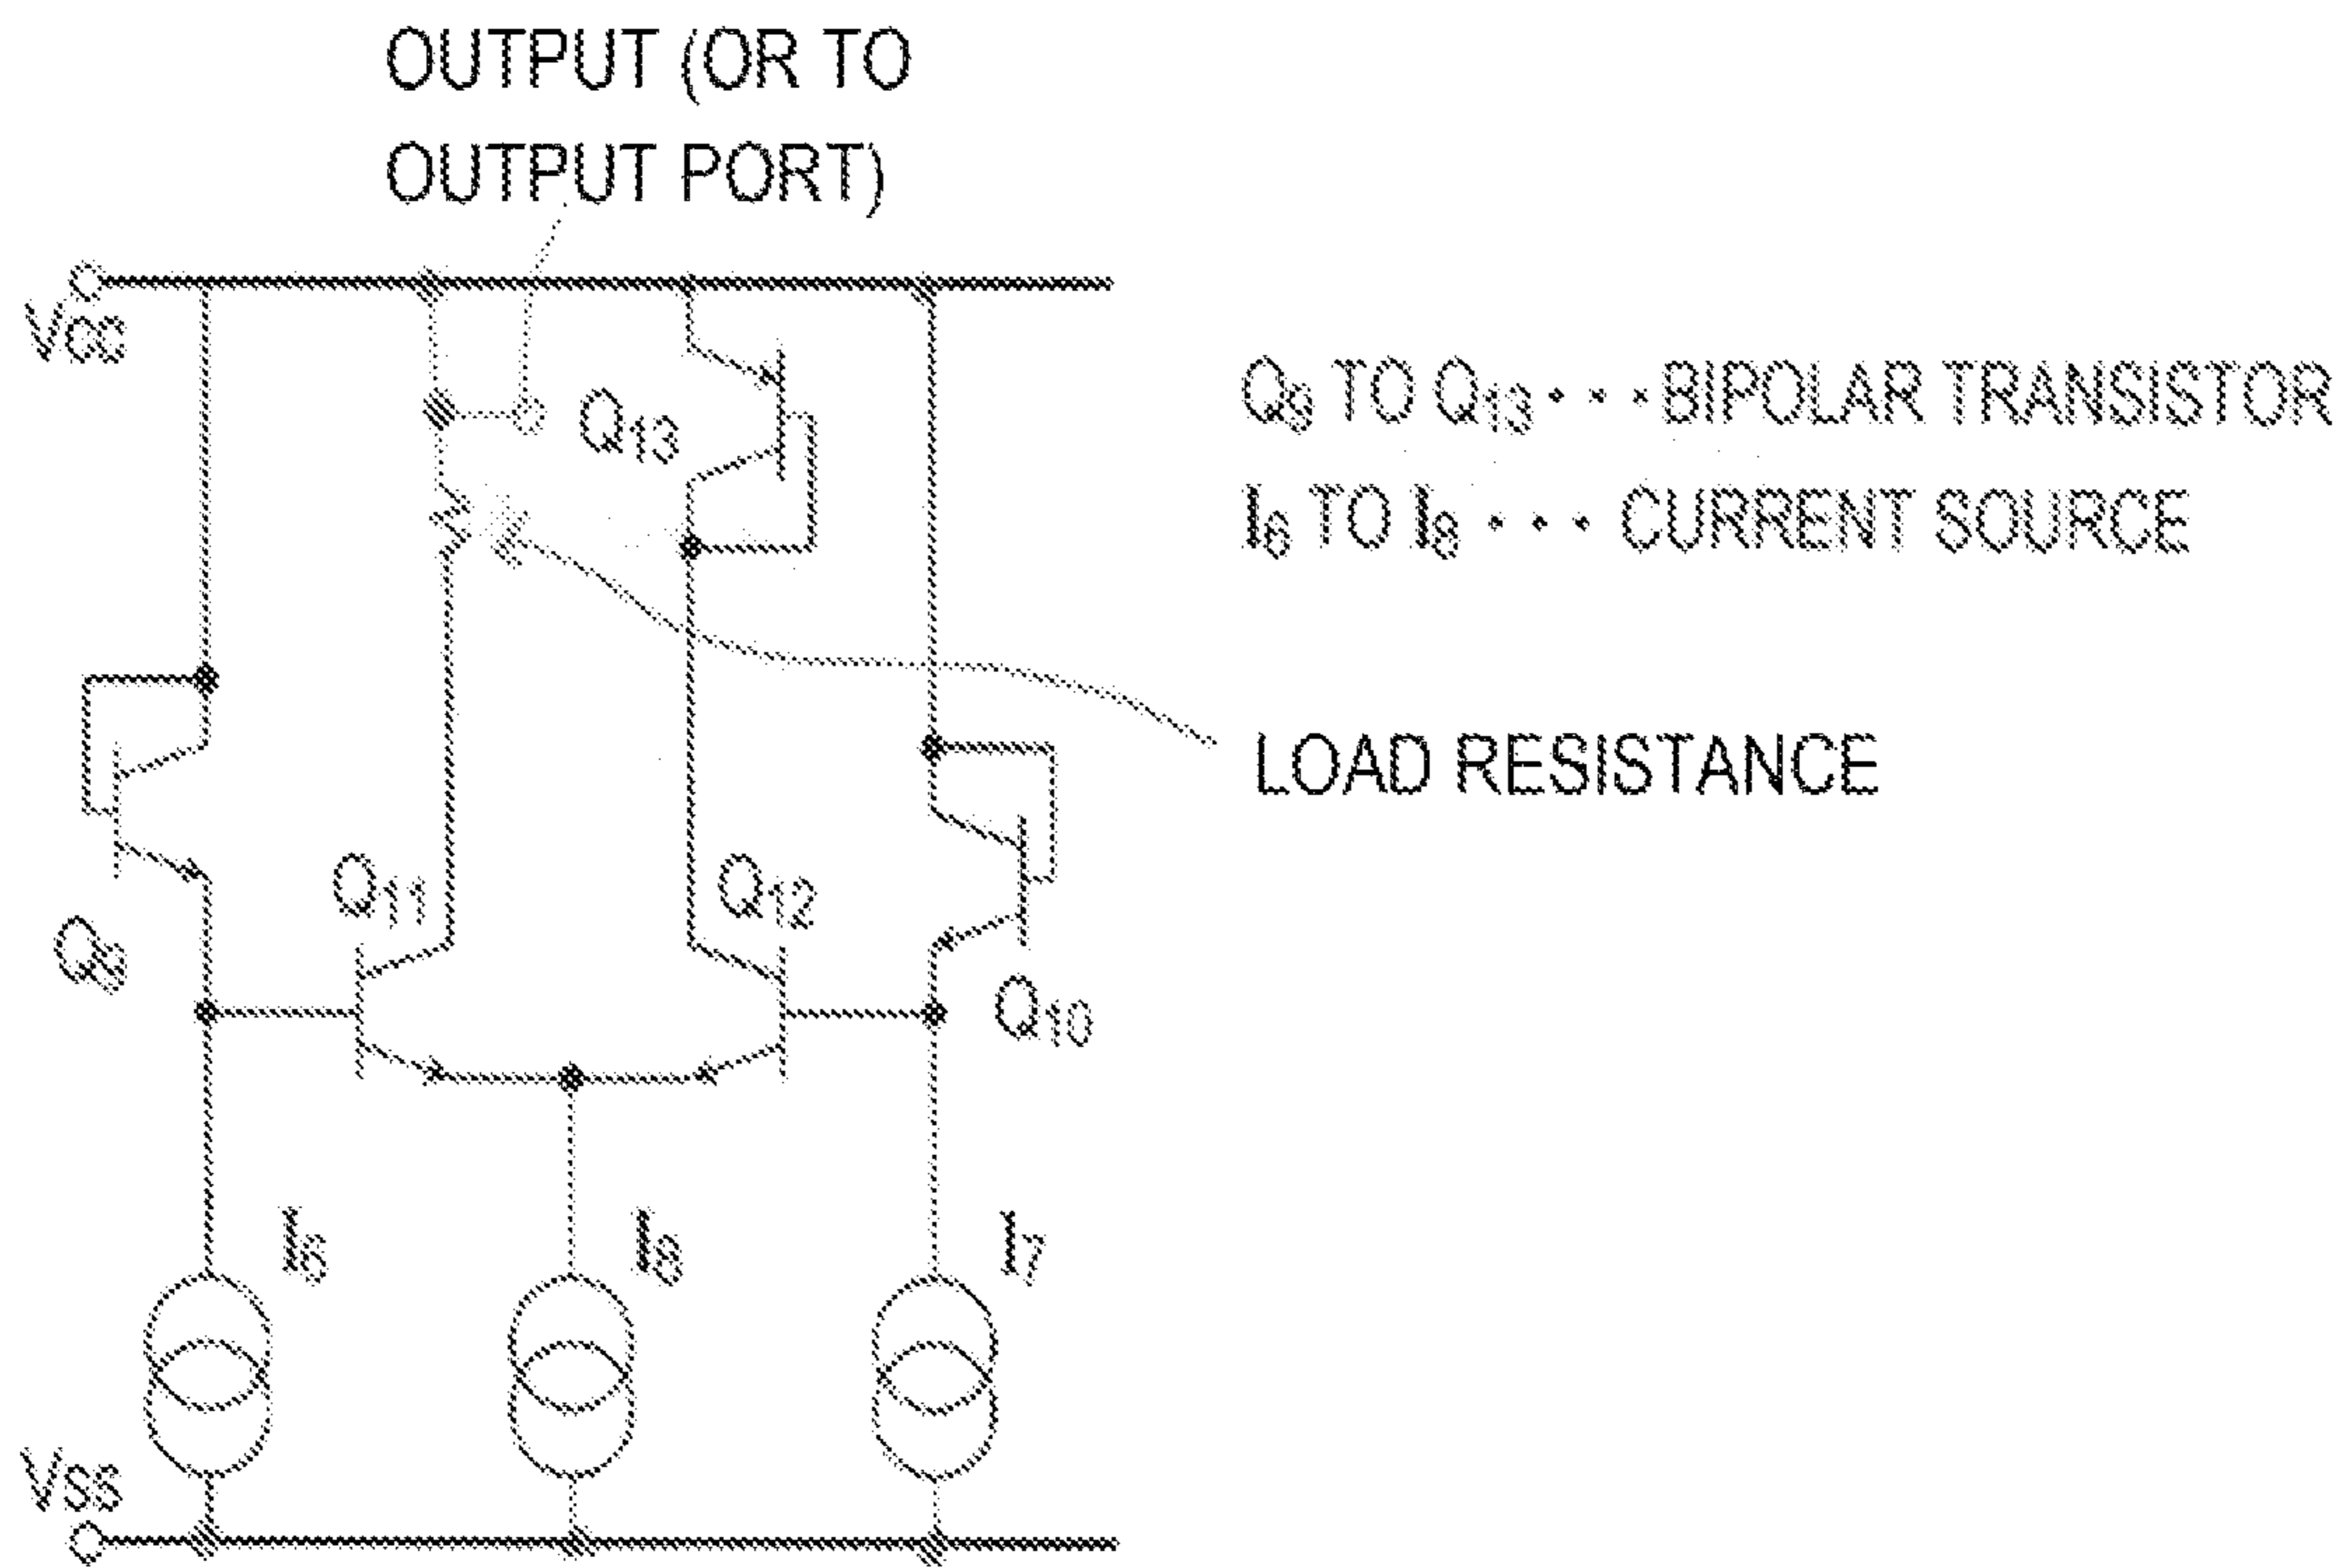 OUTPUT (OR TO
OUTPUT PORT)
Vcc
Q13
Q9 TO Q13 ··· BIPOLAR TRANSISTOR
I6 TO I8 ··· CURRENT SOURCE
LOAD RESISTANCE
Q11
Q12
Q9
Q10
I6
I8
I7
Vss